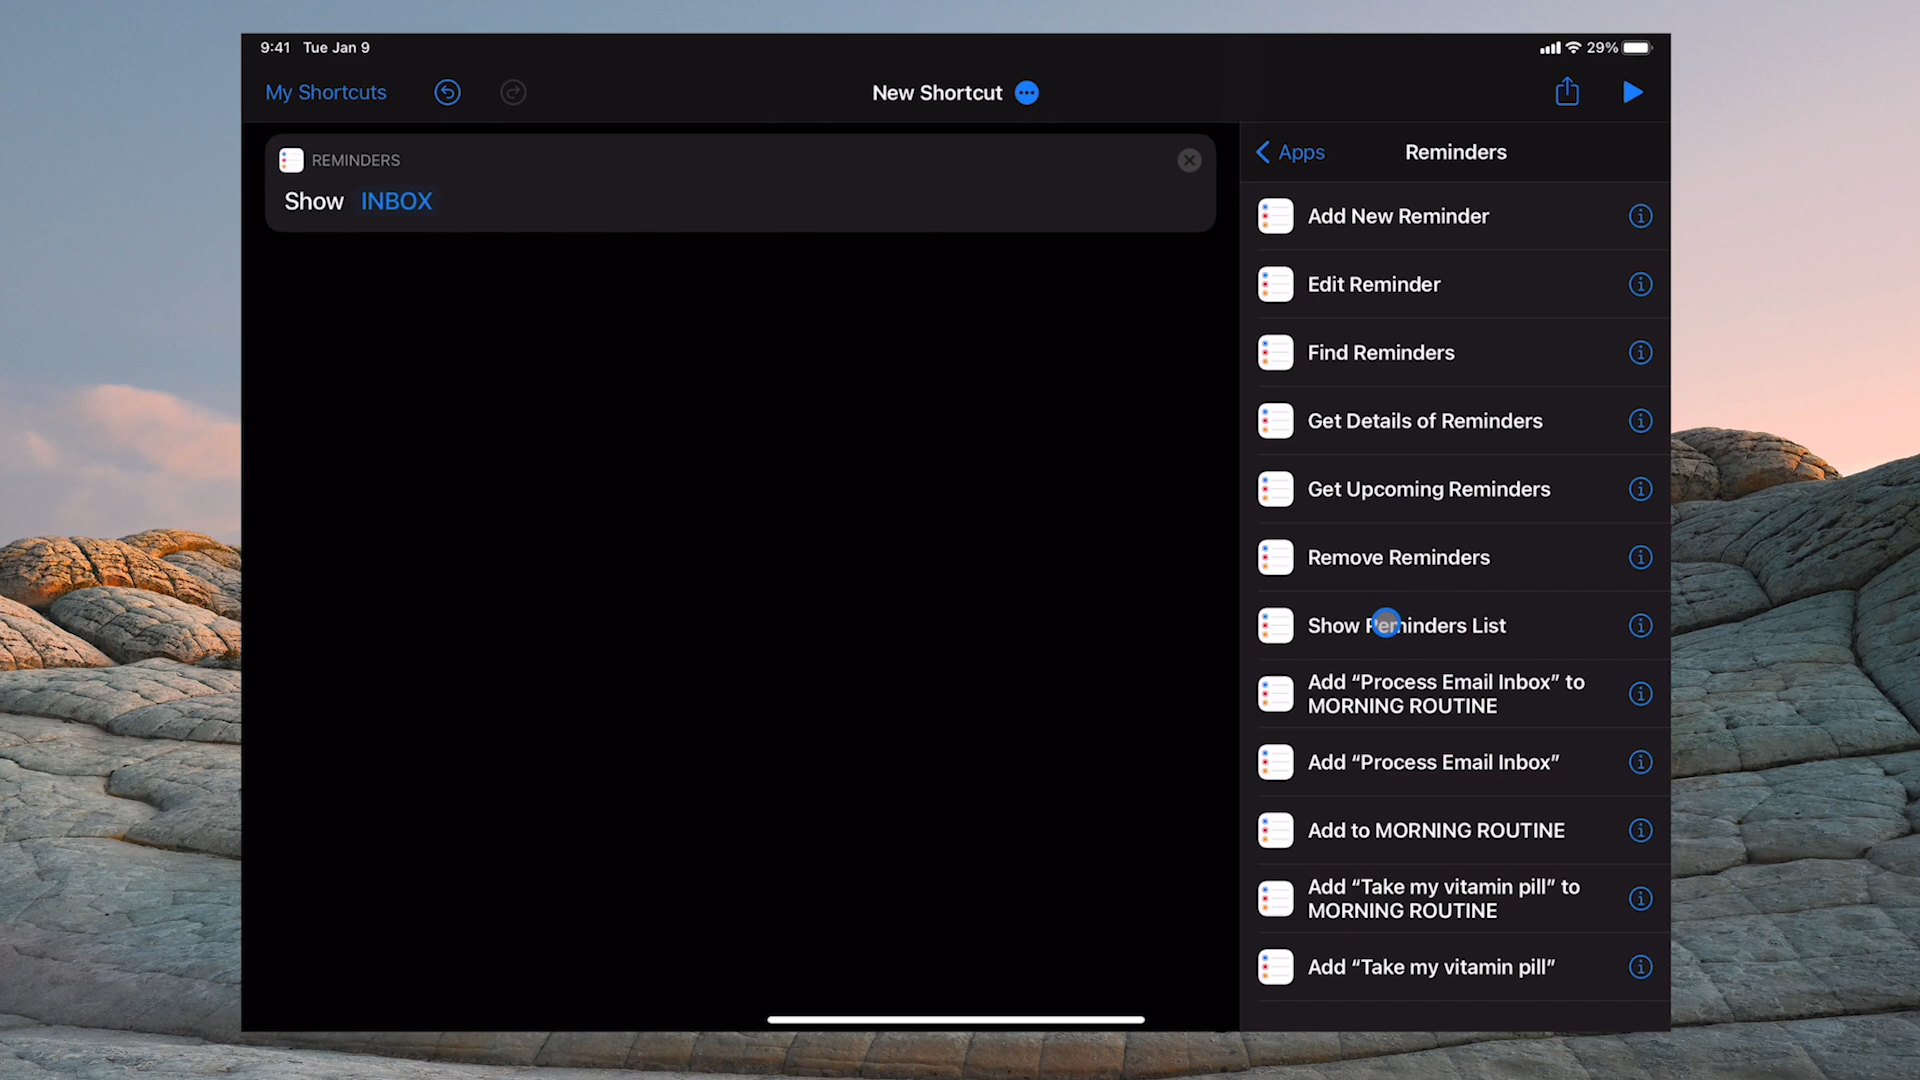 9:41 Tue Jan 9
29%
My Shortcuts
New Shortcut
REMINDERS
Show INBOX
Apps
Reminders
Add New Reminder
Edit Reminder
Find Reminders
Get Details of Reminders
Get Upcoming Reminders
Remove Reminders
Show Reminders List
Add “Process Email Inbox” to
MORNING ROUTINE
Add “Process Email Inbox”
Add to MORNING ROUTINE
Add “Take my vitamin pill” to
MORNING ROUTINE
Add “Take my vitamin pill”